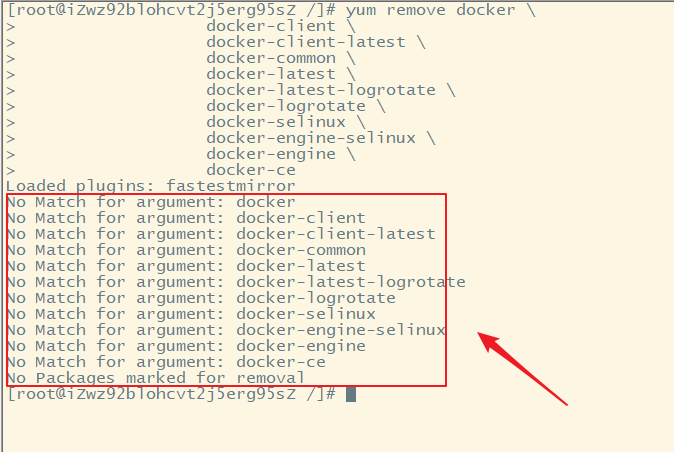 [root@iZwz92blohcvt2j5erg95sZ /]# yum remove docker \
> docker-client \
> docker-client-latest \
> docker-common \
> docker-latest \
> docker-latest-logrotate \
> docker-logrotate \
> docker-selinux \
> docker-engine-selinux \
> docker-engine \
> docker-ce
Loaded plugins: fastestmirror
No Match for argument: docker
No Match for argument: docker-client
No Match for argument: docker-client-latest
No Match for argument: docker-common
No Match for argument: docker-latest
No Match for argument: docker-latest-logrotate
No Match for argument: docker-logrotate
No Match for argument: docker-selinux
No Match for argument: docker-engine-selinux
No Match for argument: docker-engine
No Match for argument: docker-ce
No Packages marked for removal
[root@iZwz92blohcvt2j5erg95sZ /]#